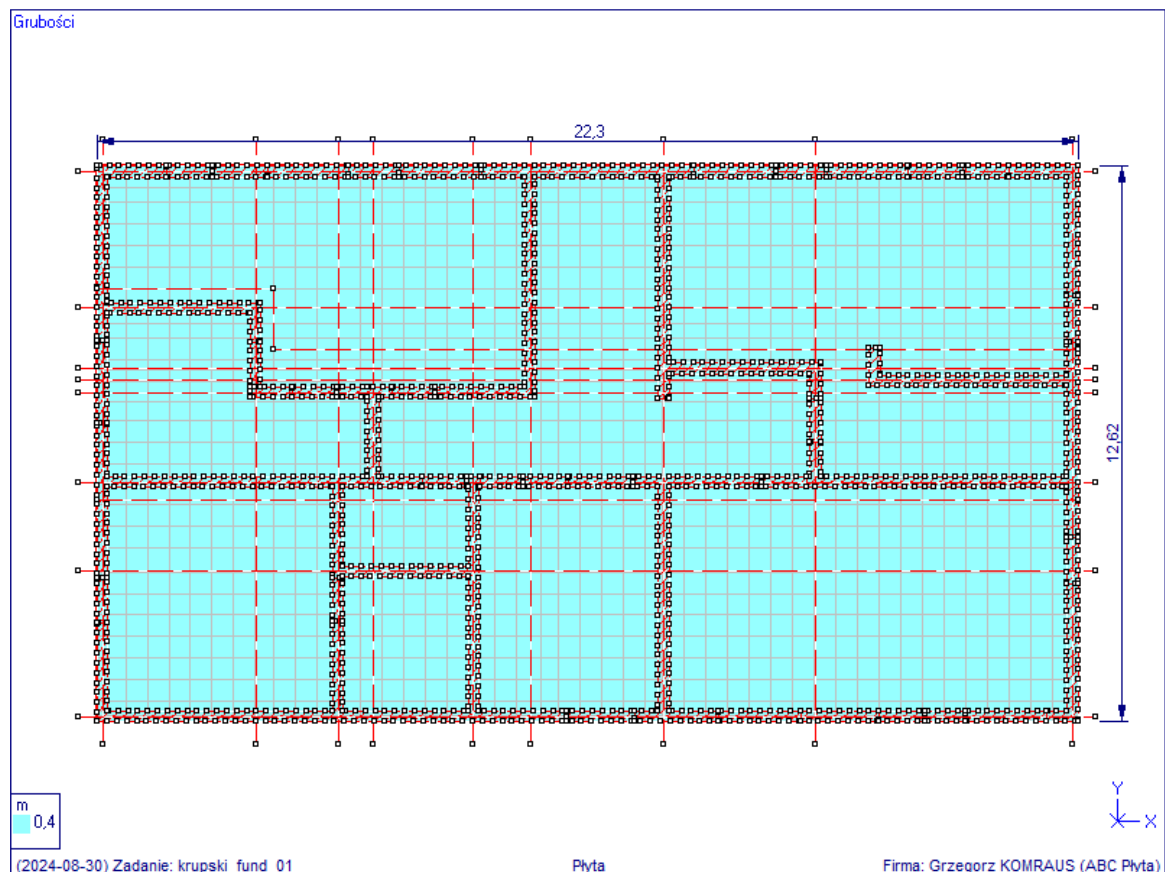 Grubości
22,3
12,62
m
0,4
Y
X
(2024-08-30) Zadanie: krupski_fund_01 Płyta Firma: Grzegorz KOMRAUS (ABC Płyta)